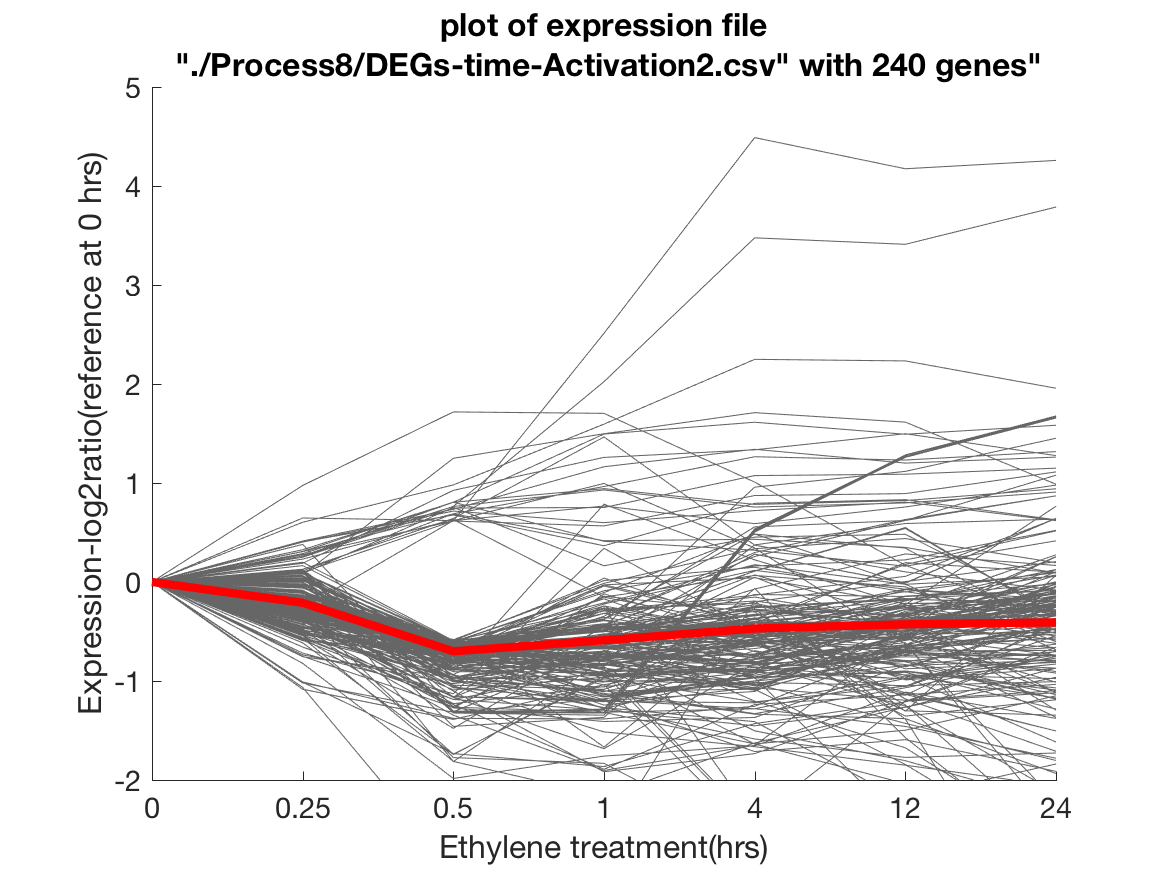 plot of expression file
"./Process8/DEGs-time-Activation2.csv" with 240 genes"
Expression-log2ratio(reference at 0 hrs)
5
4
3
2
1
0
-1
-2
0 0.25 0.5 1 4 12 24
Ethylene treatment(hrs)